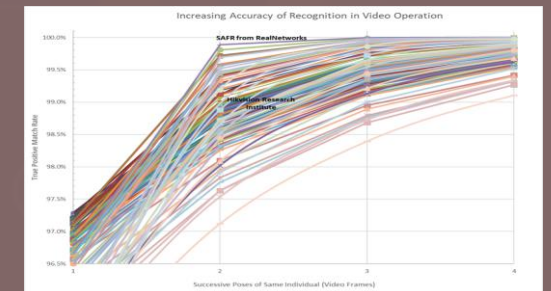 Increasing Accuracy of Recognition in Video Operation
SAFR from RealNetworks
Hikvision Research
Institute
True Positive Match Rate
100.0%
99.5%
99.0%
98.5%
98.0%
97.5%
97.0%
96.5%
1
2
3
4
Successive Poses of Same Individual (Video Frames)